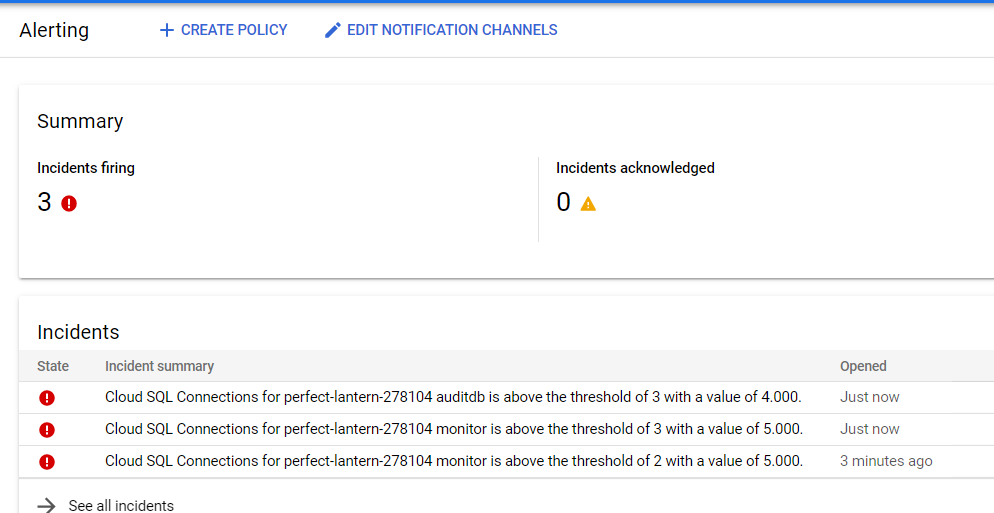 Alerting CREATE POLICY EDIT NOTIFICATION CHANNELS
Summary
Incidents firing Incidents acknowledged
3 0
Incidents
State Incident summary Opened
Cloud SQL Connections for perfect-lantern-278104 auditdb is above the threshold of 3 with a value of 4.000. Just now
Cloud SQL Connections for perfect-lantern-278104 monitor is above the threshold of 3 with a value of 5.000. Just now
Cloud SQL Connections for perfect-lantern-278104 monitor is above the threshold of 2 with a value of 5.000. 3 minutes ago
See all incidents